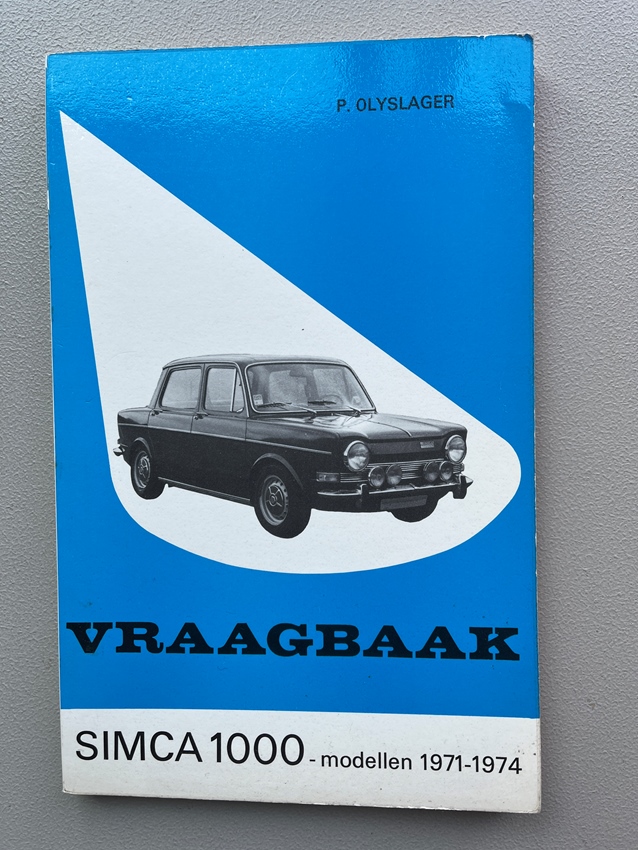 P. OLYSLAGER
VRAAGBAAK
SIMCA 1000 - modellen 1971-1974